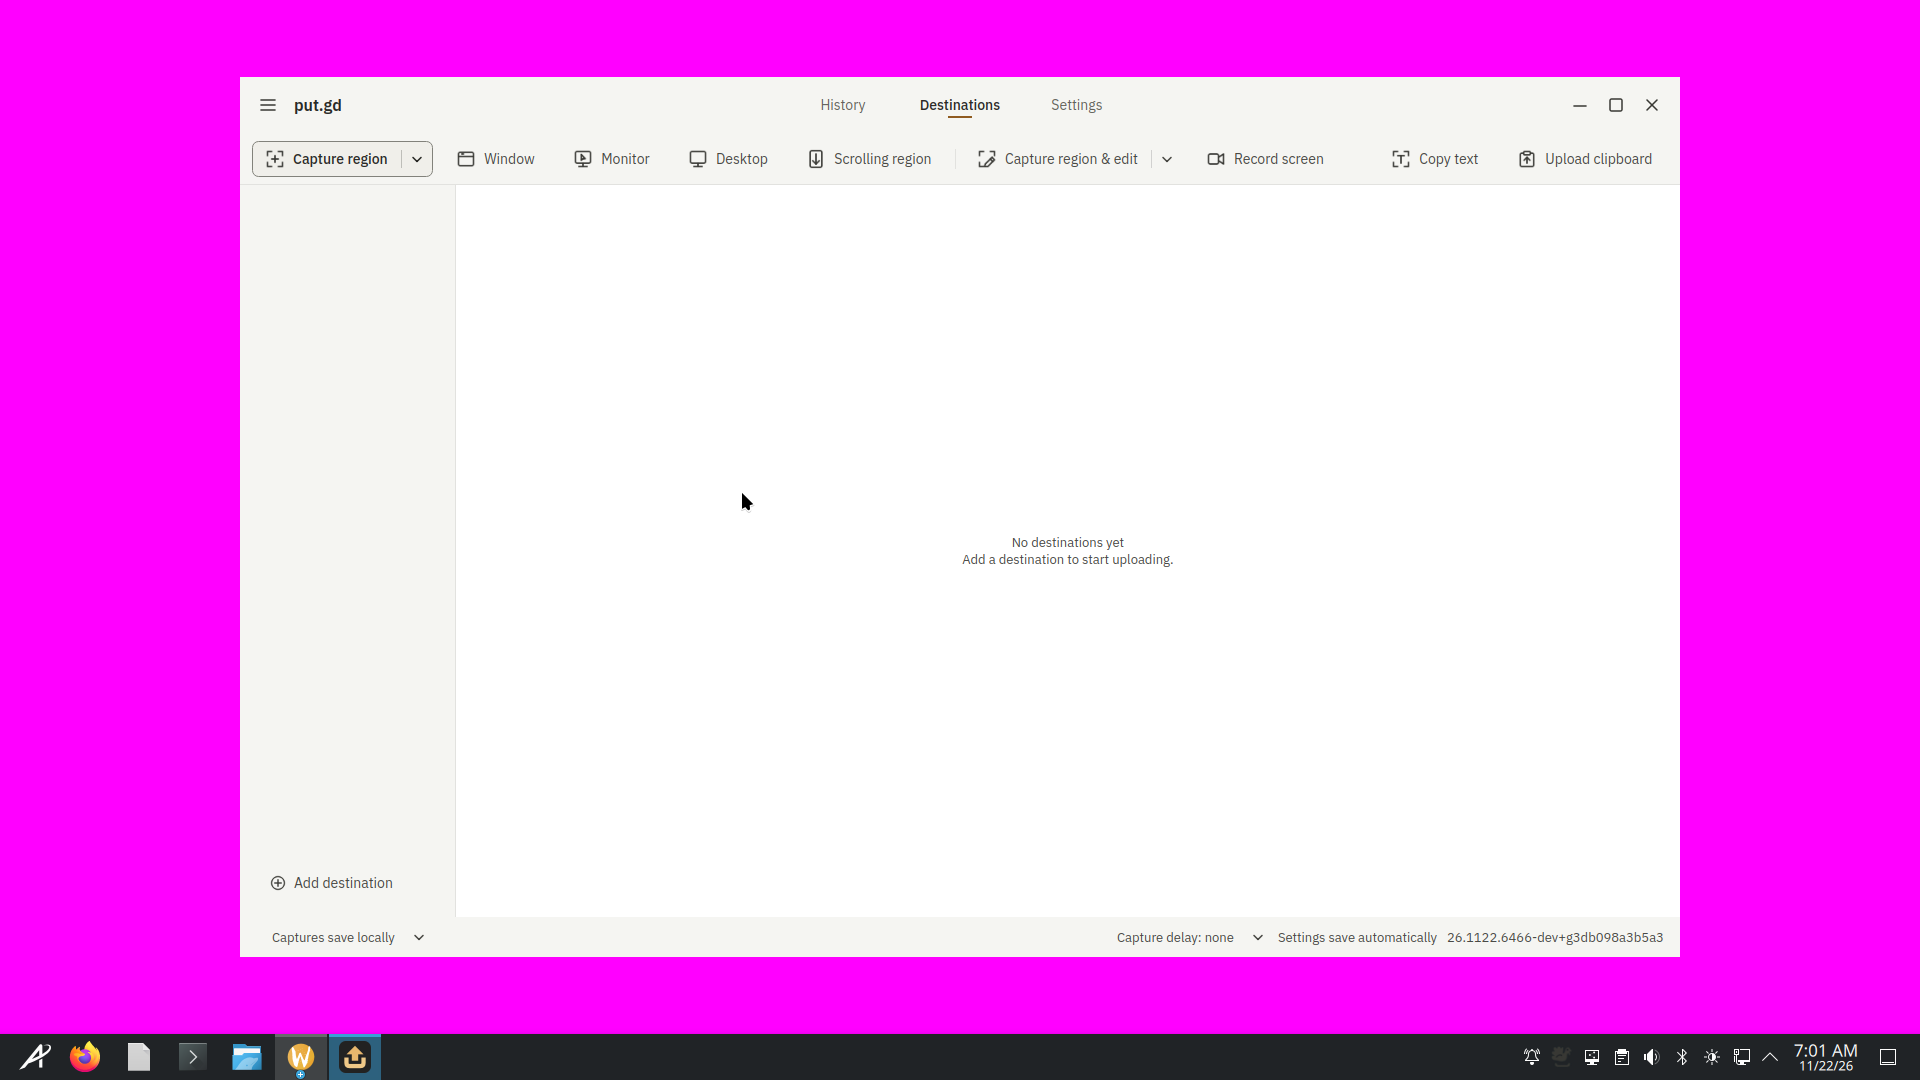 put.gd
History
Destinations
Settings
Capture region
Window
Monitor
Desktop
Scrolling region
Capture region & edit
Record screen
Copy text
Upload clipboard
No destinations yet
Add a destination to start uploading.
Add destination
Captures save locally
Capture delay: none
Settings save automatically
26.1122.6466-dev+g3db098a3b5a3
7:01 AM
11/22/26